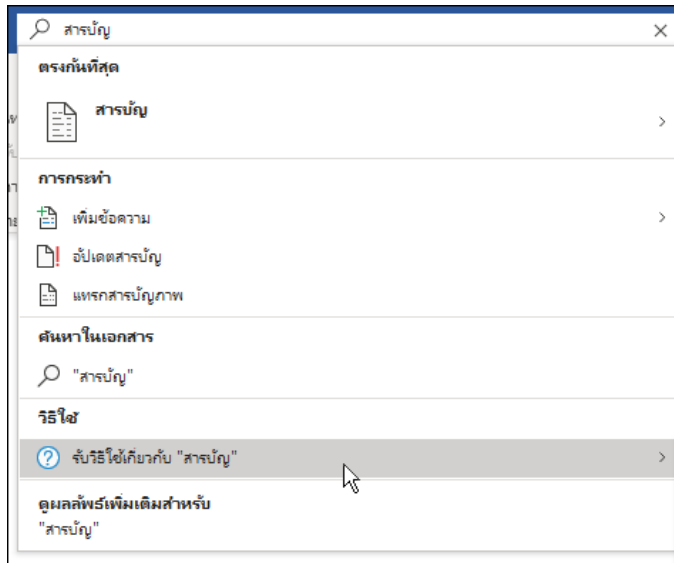 สารบัญ
ตรงกันที่สุด
สารบัญ
การกระทำ
เพิ่มข้อความ
อัปเดตสารบัญ
แทรกสารบัญภาพ
ค้นหาในเอกสาร
"สารบัญ"
วิธีใช้
รับวิธีใช้เกี่ยวกับ "สารบัญ"
ดูผลลัพธ์เพิ่มเติมสำหรับ
"สารบัญ"